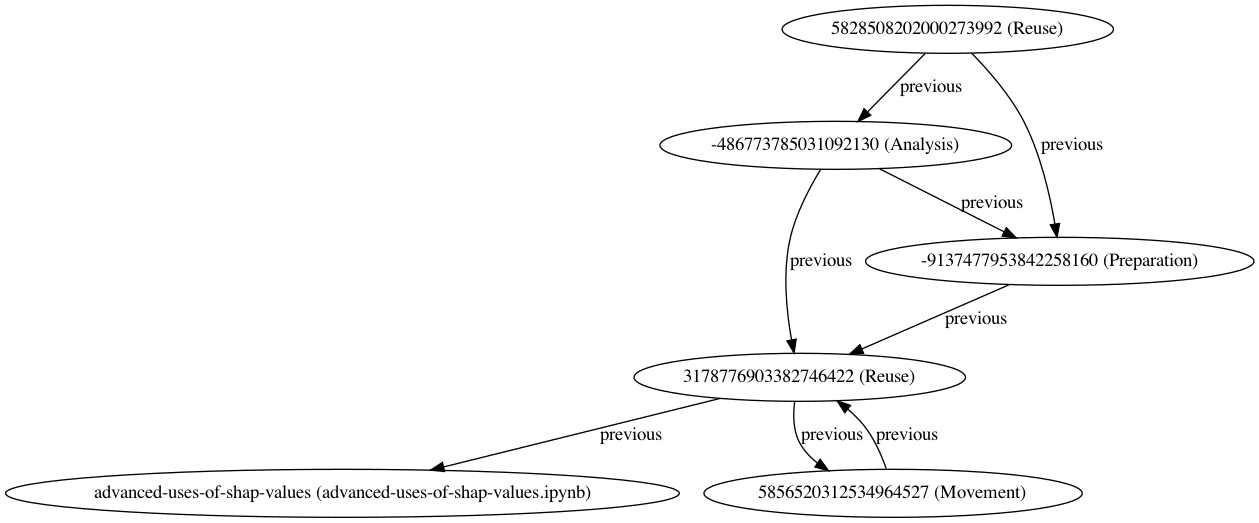 5828508202000273992 (Reuse)
previous
-486773785031092130 (Analysis)
previous
previous
previous
-9137477953842258160 (Preparation)
previous
3178776903382746422 (Reuse)
previous
previous
previous
advanced-uses-of-shap-values (advanced-uses-of-shap-values.ipynb)
5856520312534964527 (Movement)